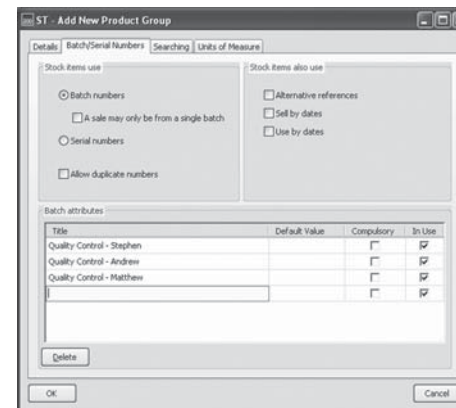 ST - Add New Product Group
Details Batch/Serial Numbers Searching Units of Measure
Stock items use
Batch numbers
A sale may only be from a single batch
Serial numbers
Allow duplicate numbers
Stock items also use
Alternative references
Sell by dates
Use by dates
Batch attributes
Title Default Value Compulsory In Use
Quality Control - Stephen
Quality Control - Andrew
Quality Control - Matthew
Delete
OK Cancel